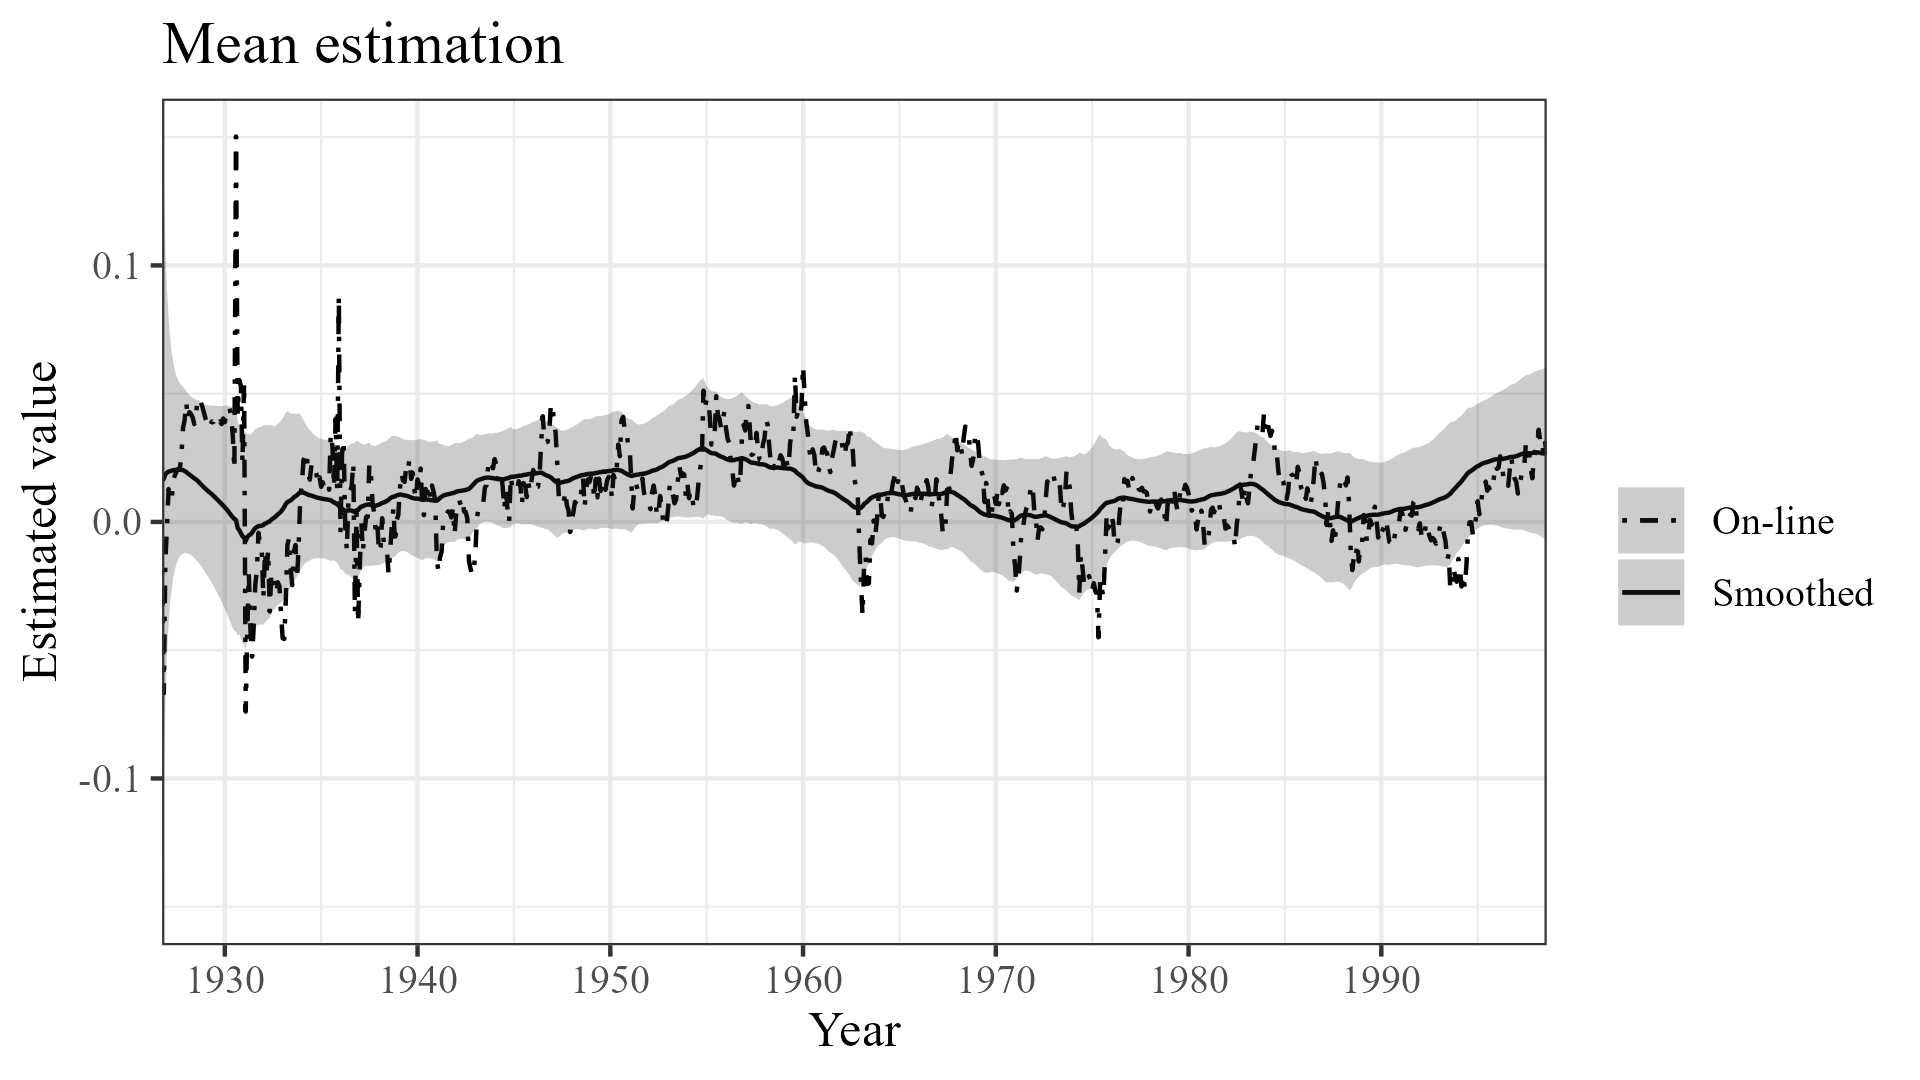 Mean estimation
Estimated value
0.1
0.0
-0.1
1930 1940 1950 1960 1970 1980 1990
Year
On-line
Smoothed